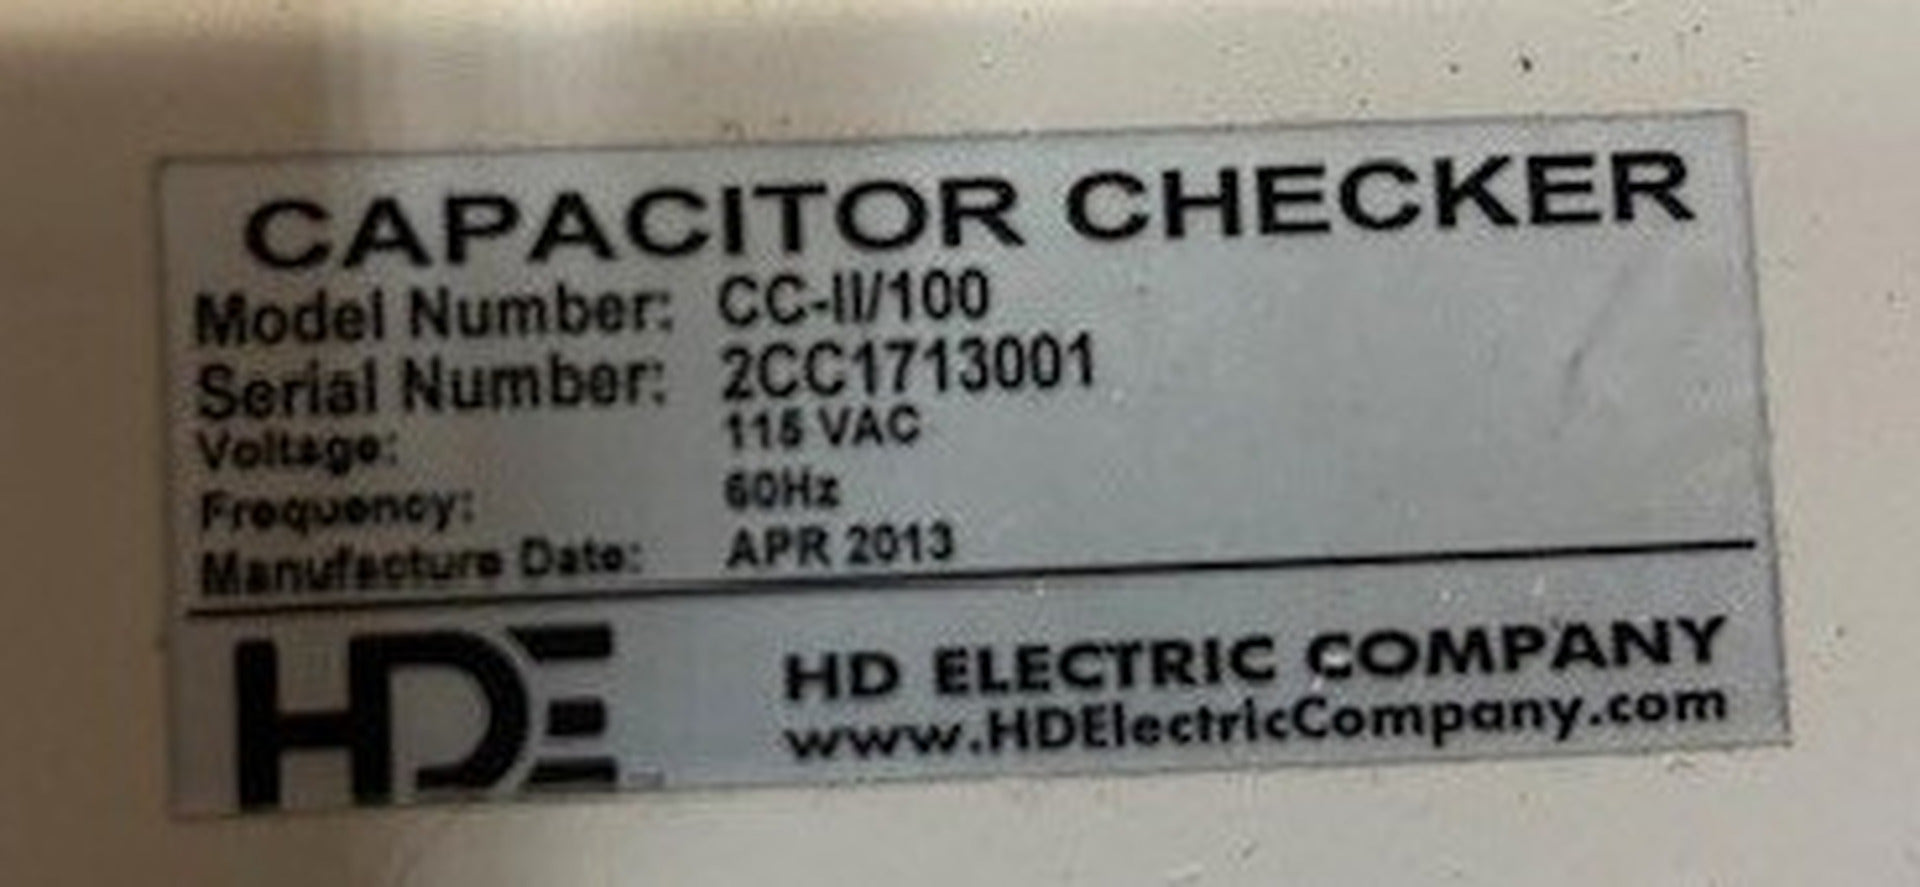 CAPACITOR CHECKER
Model Number: CC-II/100
Serial Number: 2CC1713001
Voltage: 115 VAC
Frequency: 60Hz
Manufacture Date: APR 2013
HDE
HD ELECTRIC COMPANY
www.HDElectricCompany.com